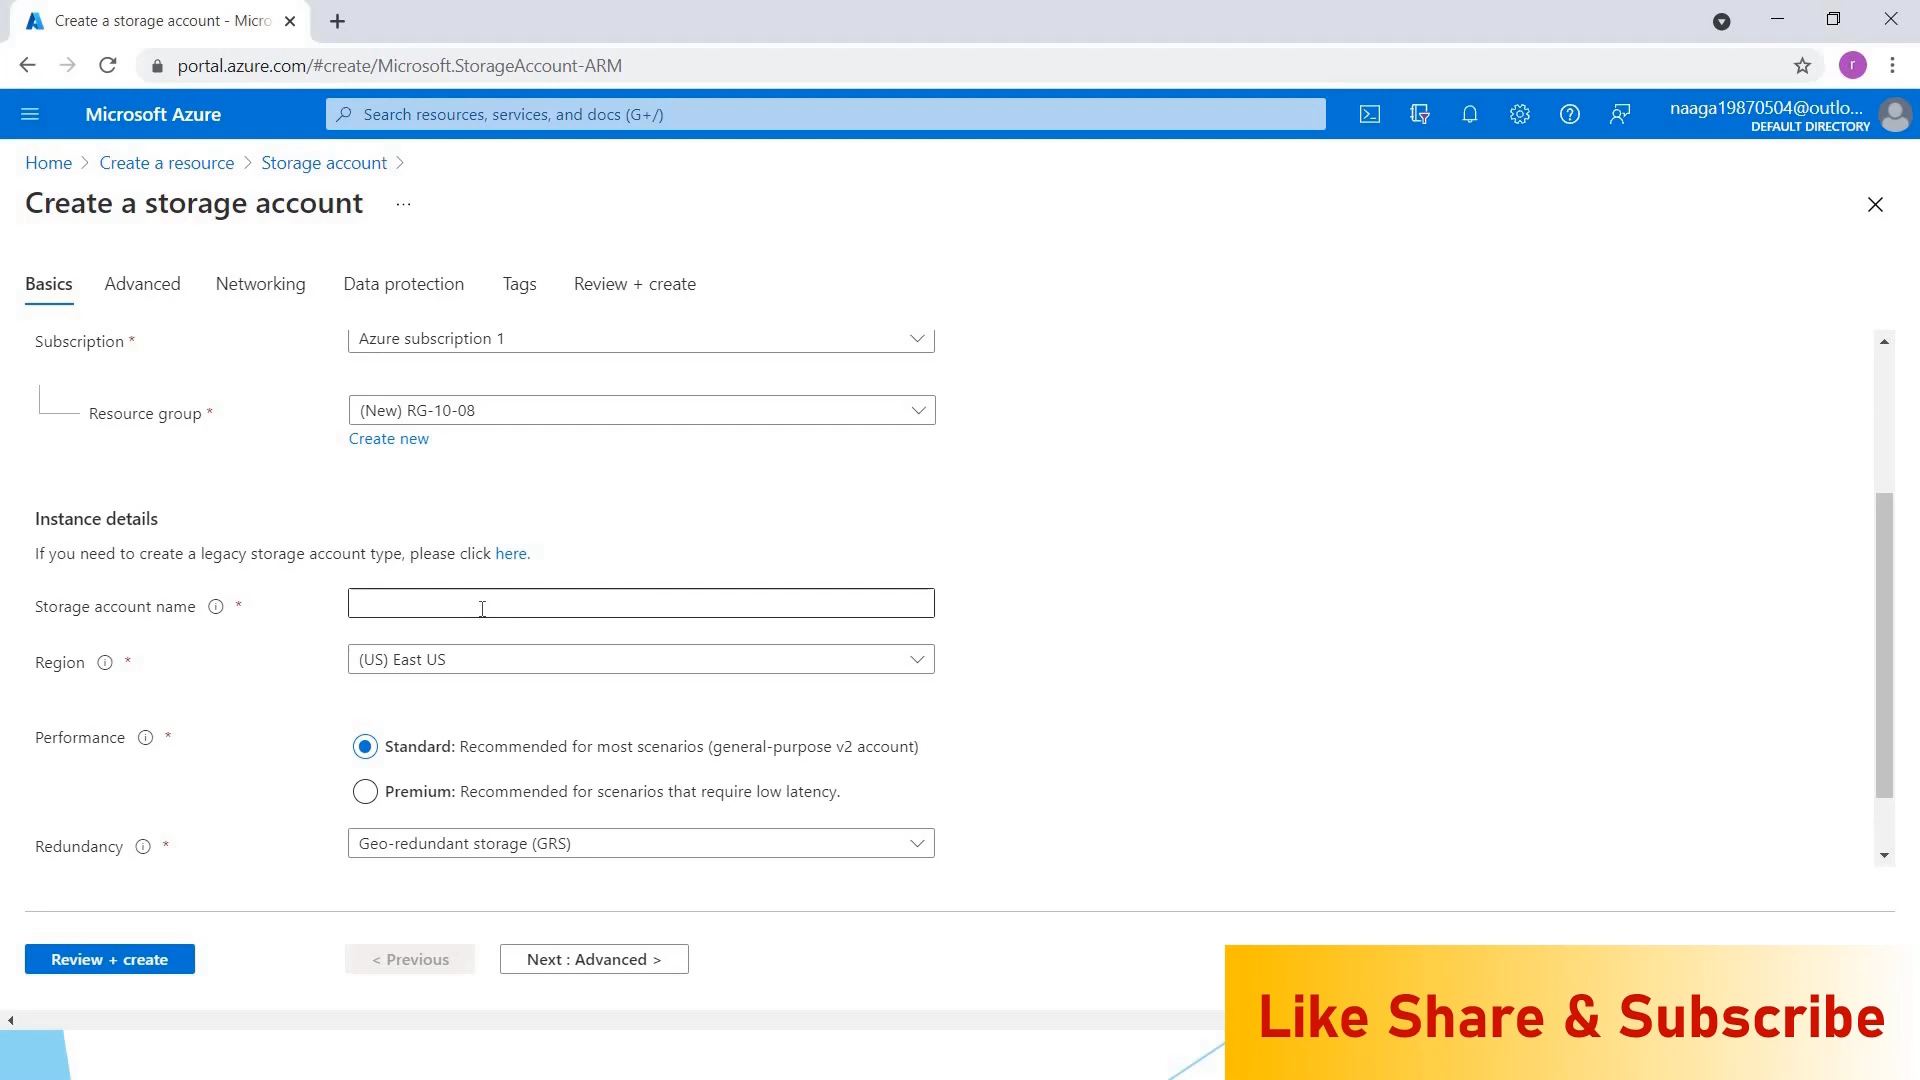 Create a storage account - Micro
portal.azure.com/#create/Microsoft.StorageAccount-ARM
r
Microsoft Azure
Search resources, services, and docs (G+/)
naaga19870504@outlo...
DEFAULT DIRECTORY
Home > Create a resource > Storage account >
Create a storage account ...
Basics Advanced Networking Data protection Tags Review + create
Subscription * Azure subscription 1
Resource group * (New) RG-10-08
Create new
Instance details
If you need to create a legacy storage account type, please click here.
Storage account name *
Region * (US) East US
Performance *
Standard: Recommended for most scenarios (general-purpose v2 account)
Premium: Recommended for scenarios that require low latency.
Redundancy * Geo-redundant storage (GRS)
Review + create < Previous Next : Advanced >
Like Share & Subscribe